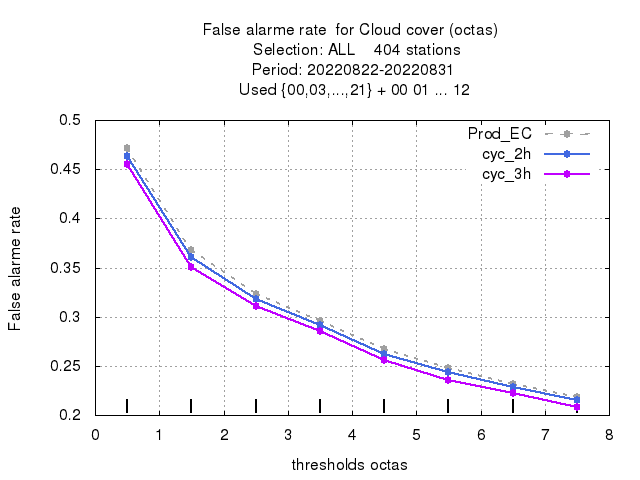 False alarme rate  for Cloud cover (octas)
Selection: ALL    404 stations
Period: 20220822-20220831
Used {00,03,...,21} + 00 01 ... 12
Prod_EC
cyc_2h
cyc_3h
0.5
0.45
0.4
0.35
0.3
0.25
0.2
False alarme rate
0 1 2 3 4 5 6 7 8
thresholds octas